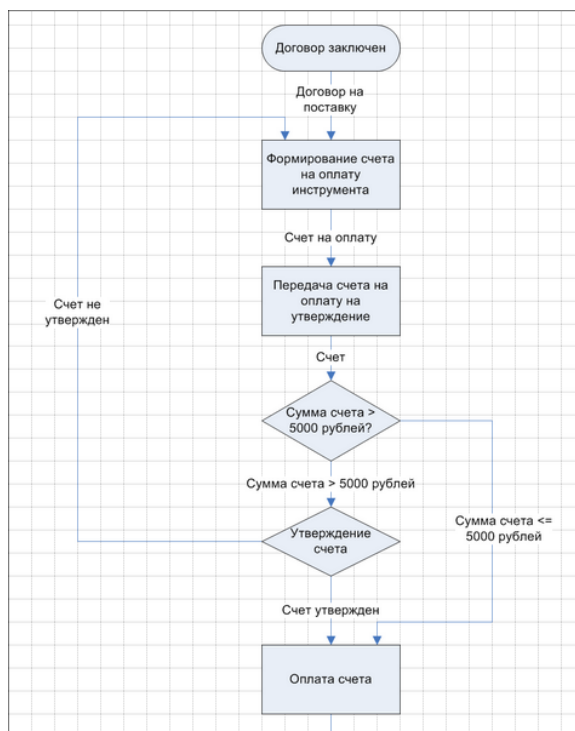 Договор заключен
Договор на
поставку
Формирование счета
на оплату
инструмента
Счет на оплату
Передача счета на
оплату на
утверждение
Счет не
утвержден
Счет
Сумма счета >
5000 рублей?
Сумма счета > 5000 рублей
Сумма счета <=
5000 рублей
Утверждение
счета
Счет утвержден
Оплата счета